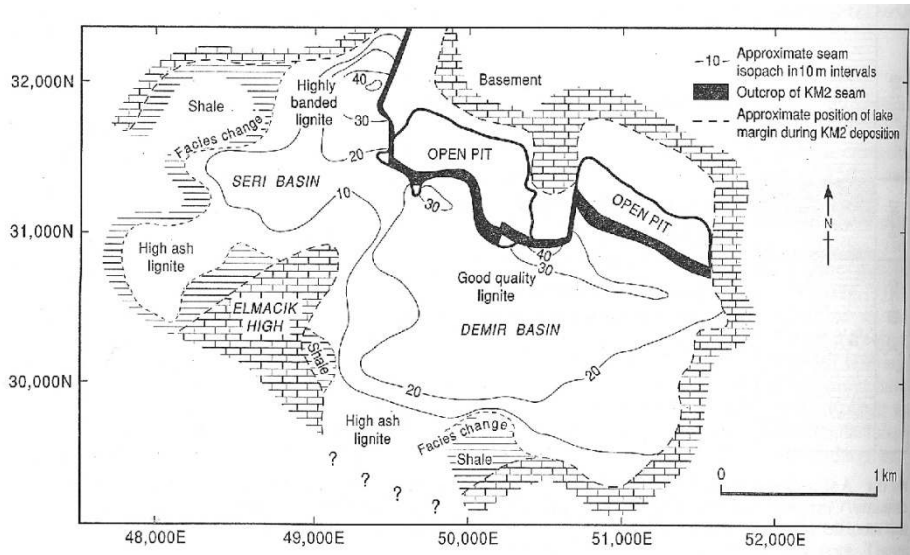 32,000N
31,000N
30,000N
48,000E
49,000E
50,000E
51,000E
52,000E
Shale
Facies change
Highly
banded
lignite
40
30
20
Basement
OPEN PIT
OPEN PIT
SERI BASIN
10
30
High ash
lignite
40
30
Good quality
lignite
ELMACIK
HIGH
DEMIR BASIN
Shale
20
20
High ash
lignite
Facies change
Shale
?
?
?
?
-10- Approximate seam
isopach in 10 m intervals
Outcrop of KM2 seam
Approximate position of lake
margin during KM2 deposition
N
0
1 km